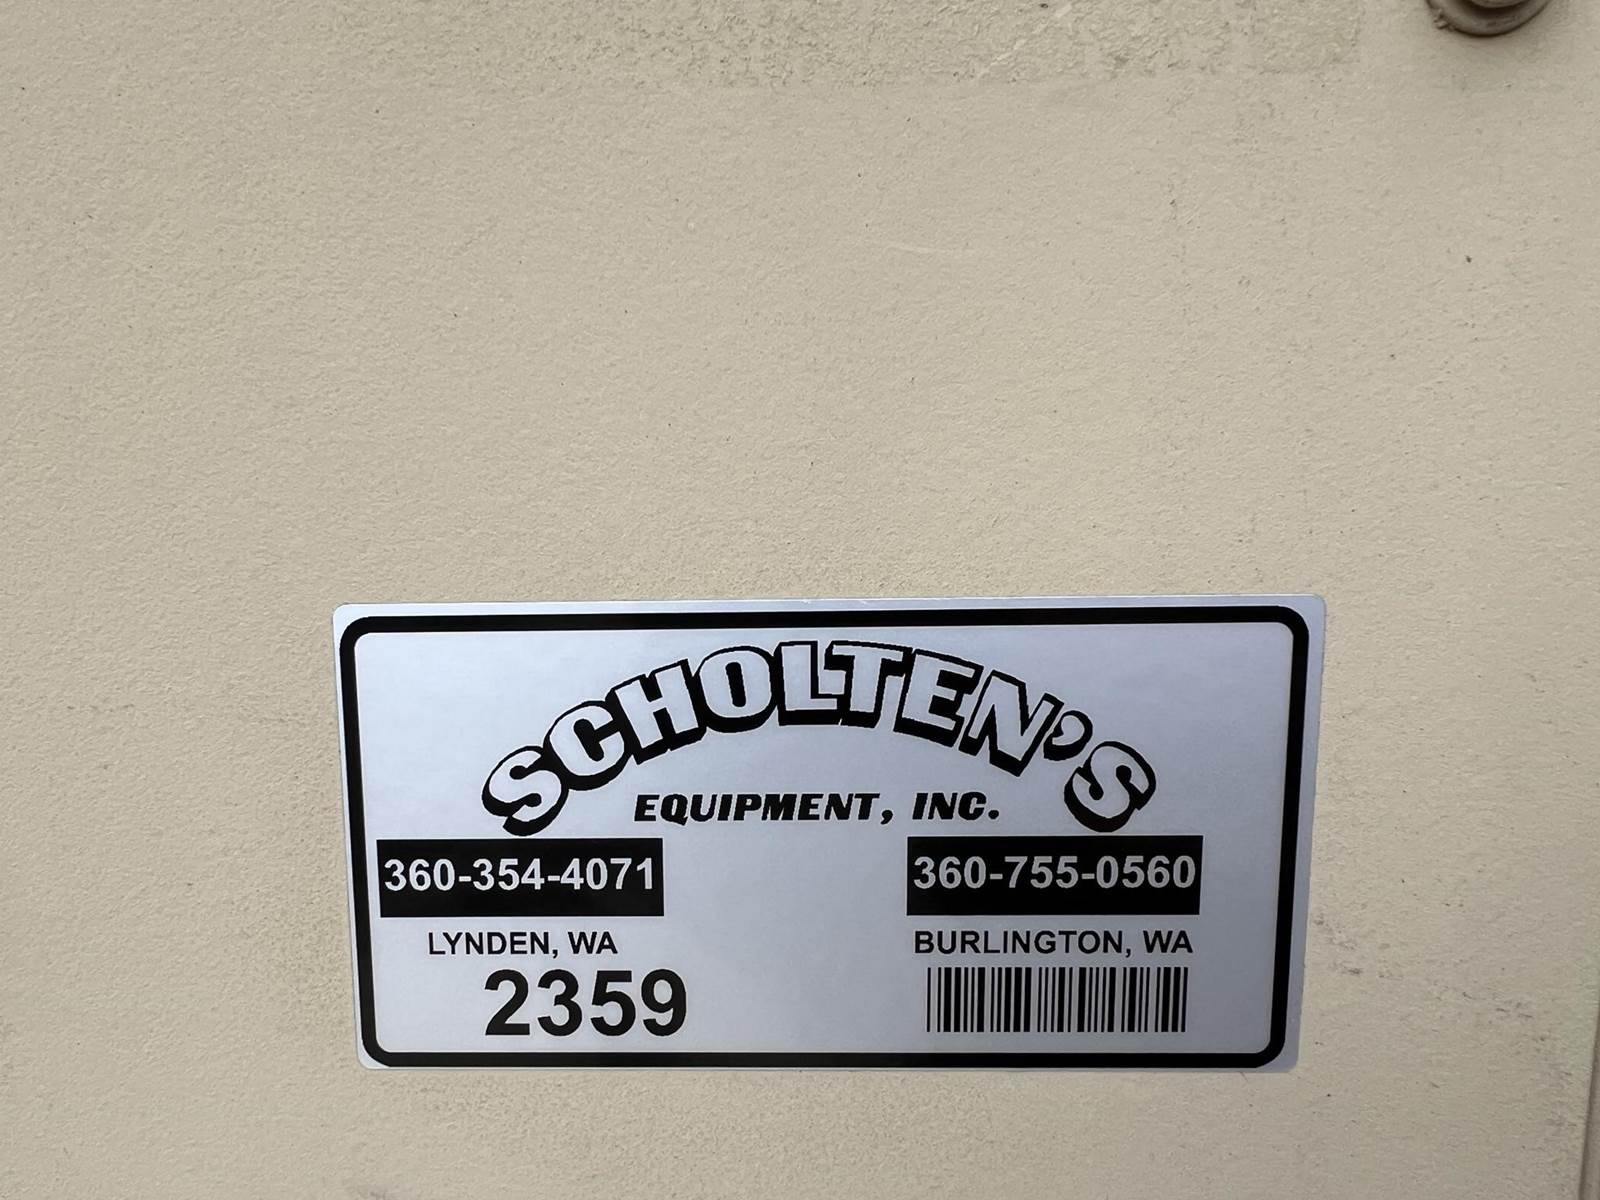 SCHOLTEN'S
EQUIPMENT, INC.
360-354-4071 360-755-0560
LYNDEN, WA BURLINGTON, WA
2359